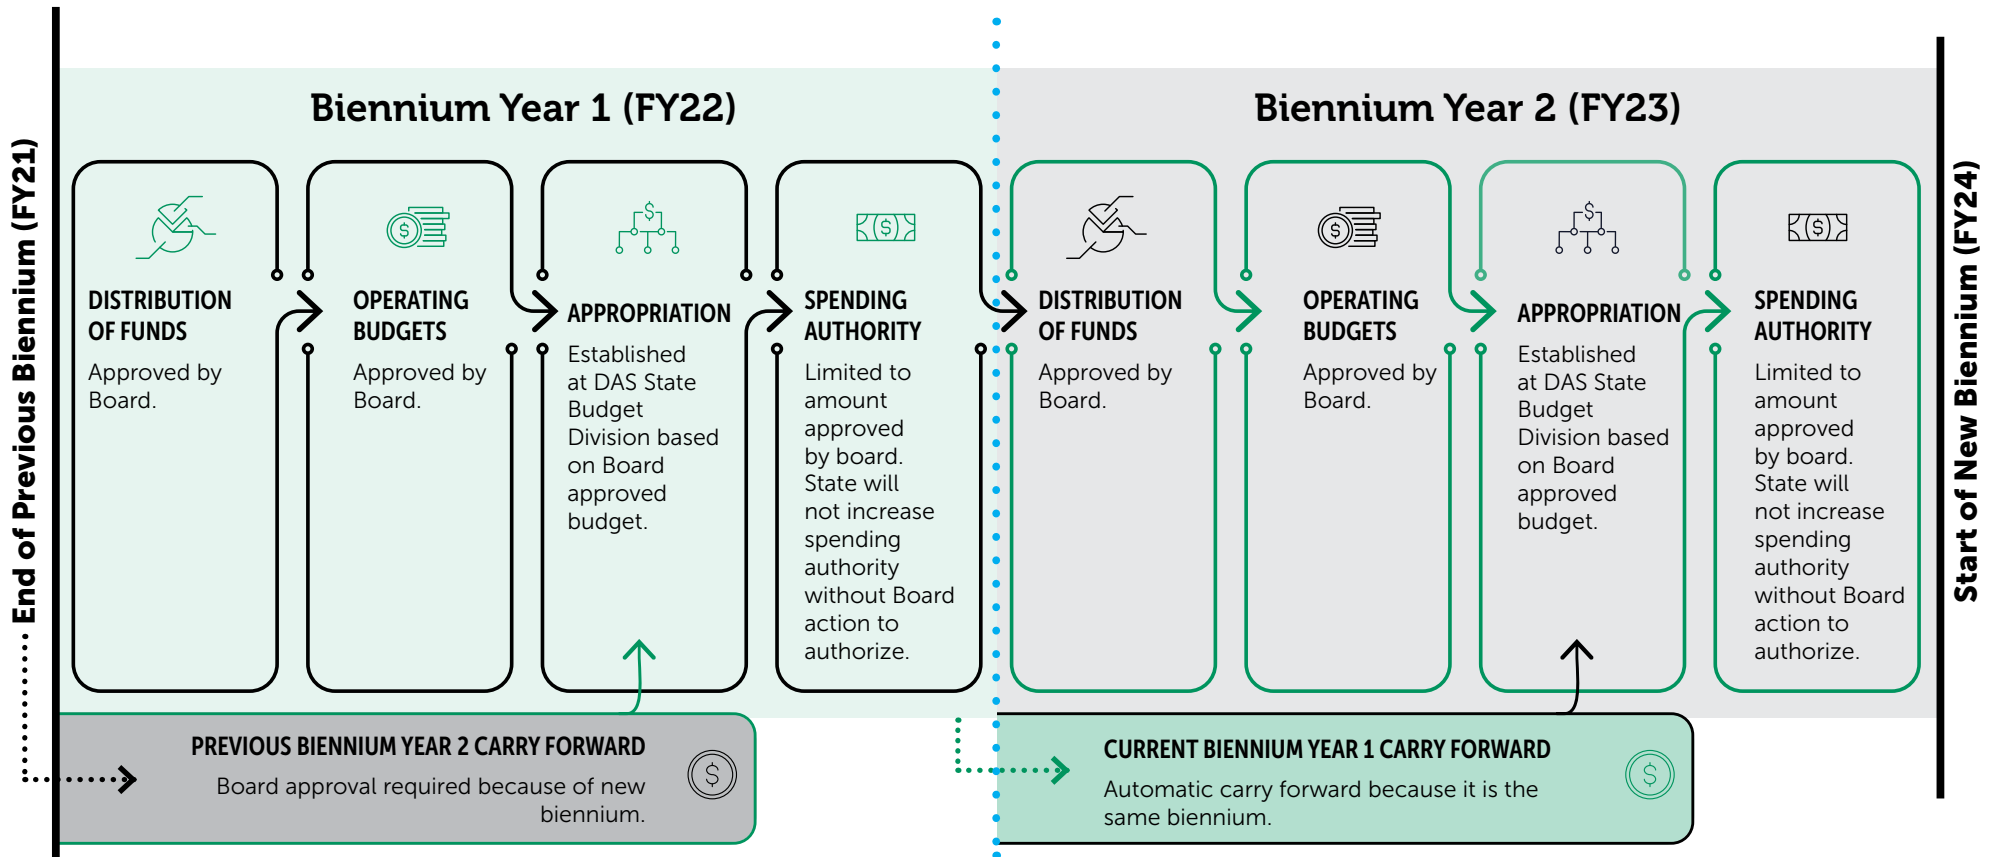 End of Previous Biennium (FY21)
Biennium Year 1 (FY22)
DISTRIBUTION
OF FUNDS
Approved by
Board.
OPERATING
BUDGETS
Approved by
Board.
$
APPROPRIATION
Established
at DAS State
Budget
Division based
on Board
approved
budget.
$
SPENDING
AUTHORITY
Limited to
amount
approved
by board.
State will
not increase
spending
authority
without Board
action to
authorize.
$
PREVIOUS BIENNIUM YEAR 2 CARRY FORWARD
Board approval required because of new
biennium.
$
Biennium Year 2 (FY23)
DISTRIBUTION
OF FUNDS
Approved by
Board.
$
OPERATING
BUDGETS
Approved by
Board.
$
APPROPRIATION
Established
at DAS State
Budget
Division based
on Board
approved
budget.
$
SPENDING
AUTHORITY
Limited to
amount
approved
by board.
State will
not increase
spending
authority
without Board
action to
authorize.
CURRENT BIENNIUM YEAR 1 CARRY FORWARD
Automatic carry forward because it is the
same biennium.
$
Start of New Biennium (FY24)